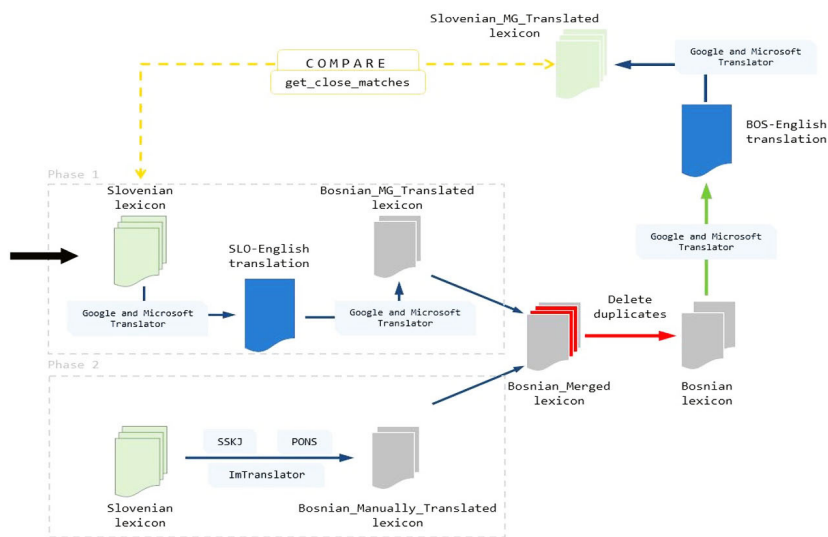 Slovenian_MG_Translated
lexicon
COMPARE
get_close_matches
Google and Microsoft
Translator
BOS-English
translation
Phase 1
Slovenian
lexicon
Bosnian_MG_Translated
lexicon
SLO-English
translation
Google and Microsoft
Translator
Google and Microsoft
Translator
Google and Microsoft
Translator
Delete
duplicates
Phase 2
Bosnian_Merged
lexicon
Bosnian
lexicon
SSKJ
PONS
ImTranslator
Slovenian
lexicon
Bosnian_Manually_Translated
lexicon